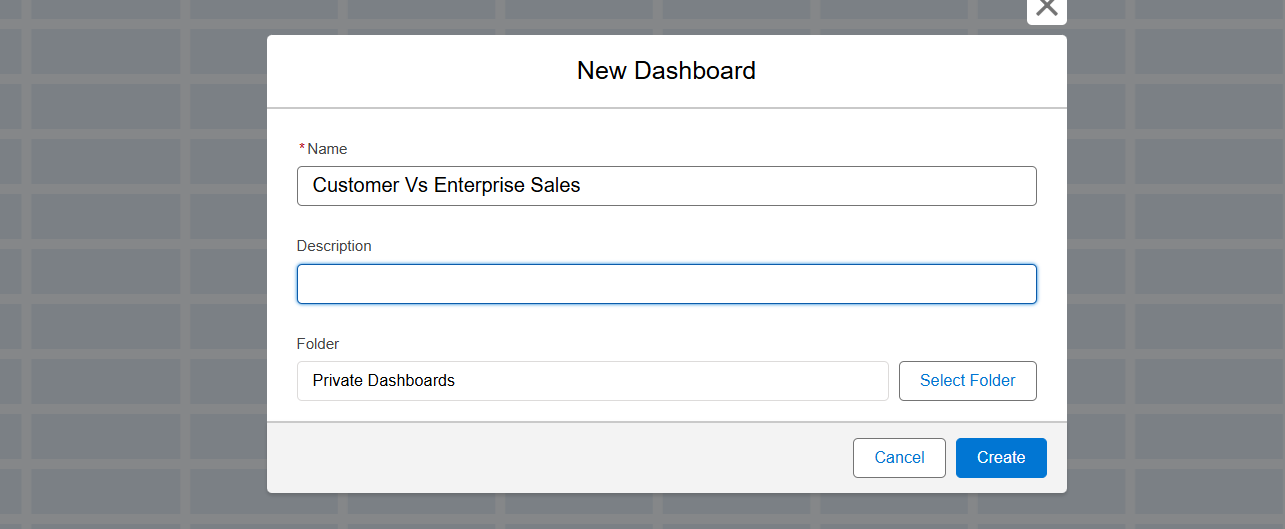 New Dashboard
*Name
Customer Vs Enterprise Sales
Description
Folder
Private Dashboards
Select Folder
Cancel
Create